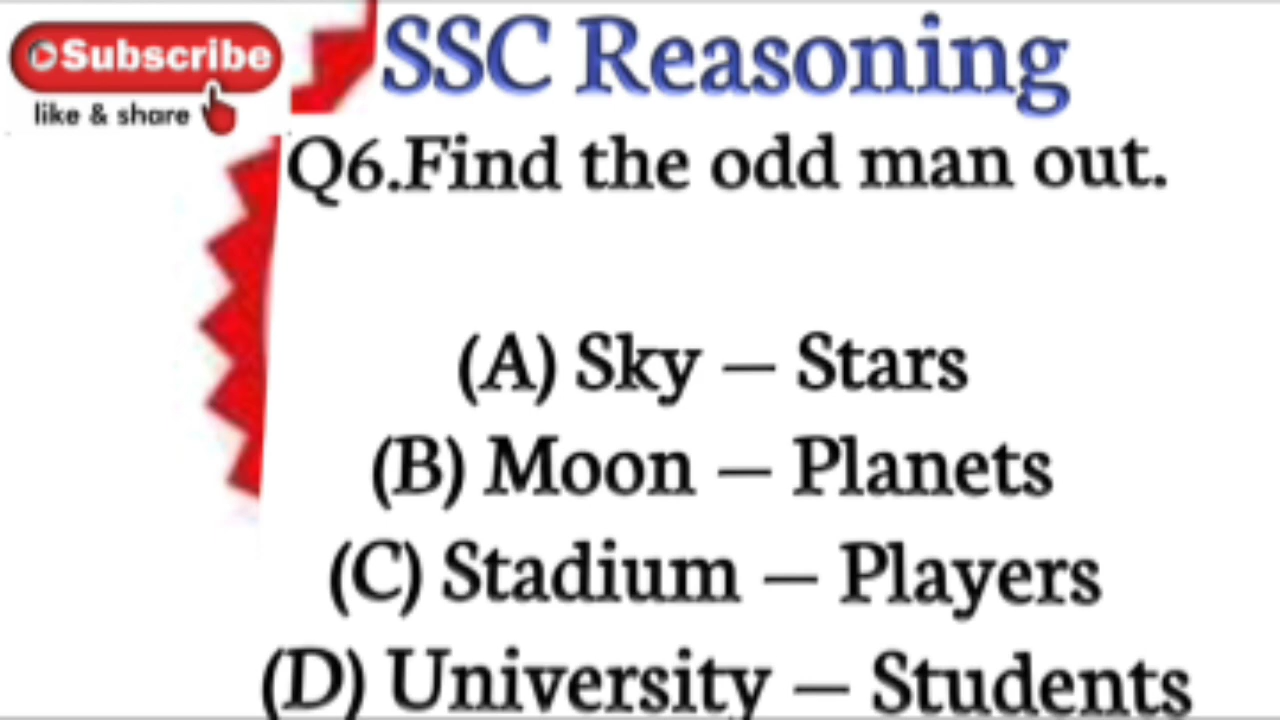 Subscribe
like & share
SSC Reasoning
Q6.Find the odd man out.
(A) Sky – Stars
(B) Moon – Planets
(C) Stadium – Players
(D) University – Students